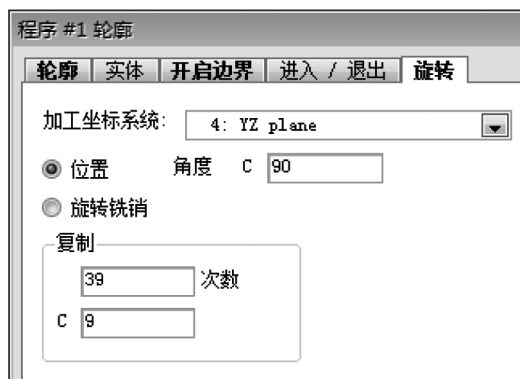 程序 #1 轮廓
轮廓 实体 开启边界 进入 / 退出 旋转
加工坐标系统： 4: YZ plane
位置 角度 C 90
旋转铣销
复制
39 次数
C 9